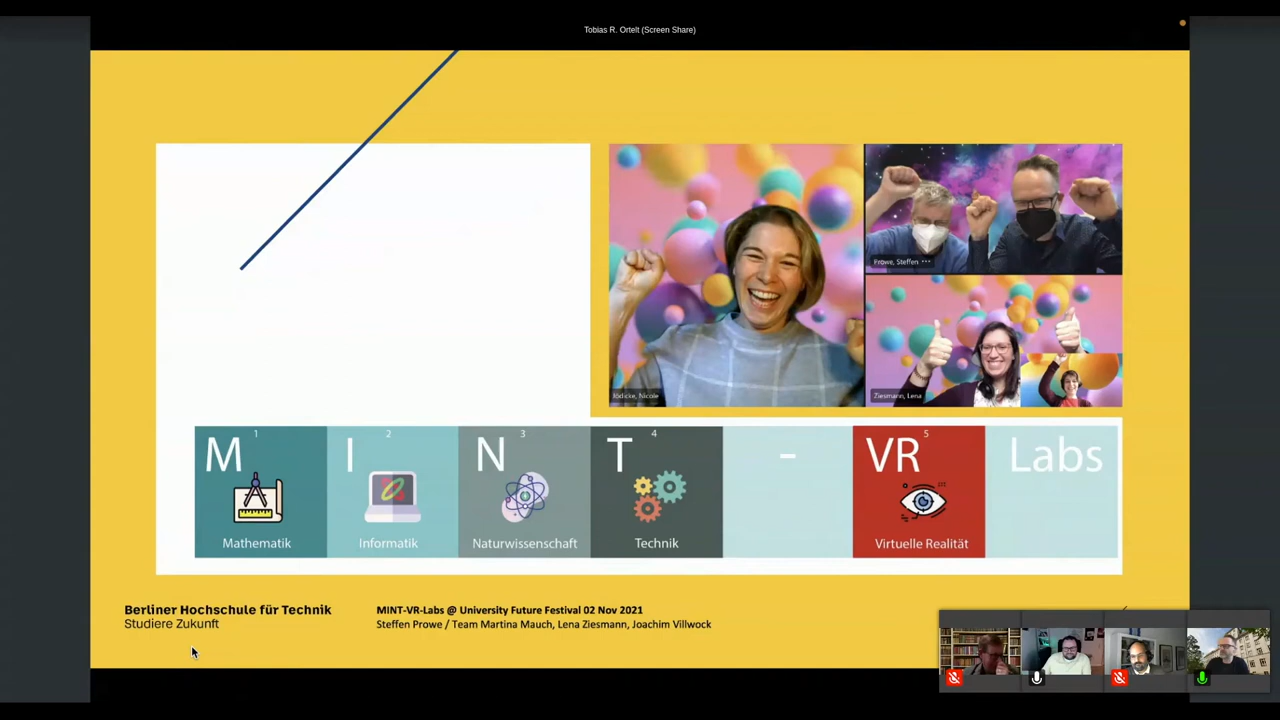 Tobias R. Ortelt (Screen Share)
Prowe, Steffen
Jödicke, Nicole
Ziesmann, Lena
M 1
Mathematik
I 2
Informatik
N 3
Naturwissenschaft
T 4
Technik
-
VR 5
Virtuelle Realität
Labs
Berliner Hochschule für Technik
Studiere Zukunft
MINT-VR-Labs @ University Future Festival 02 Nov 2021
Steffen Prowe / Team Martina Mauch, Lena Ziesmann, Joachim Villwock